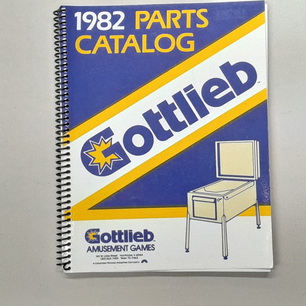 1982 PARTS
CATALOG
Gottlieb
Gottlieb
AMUSEMENT GAMES